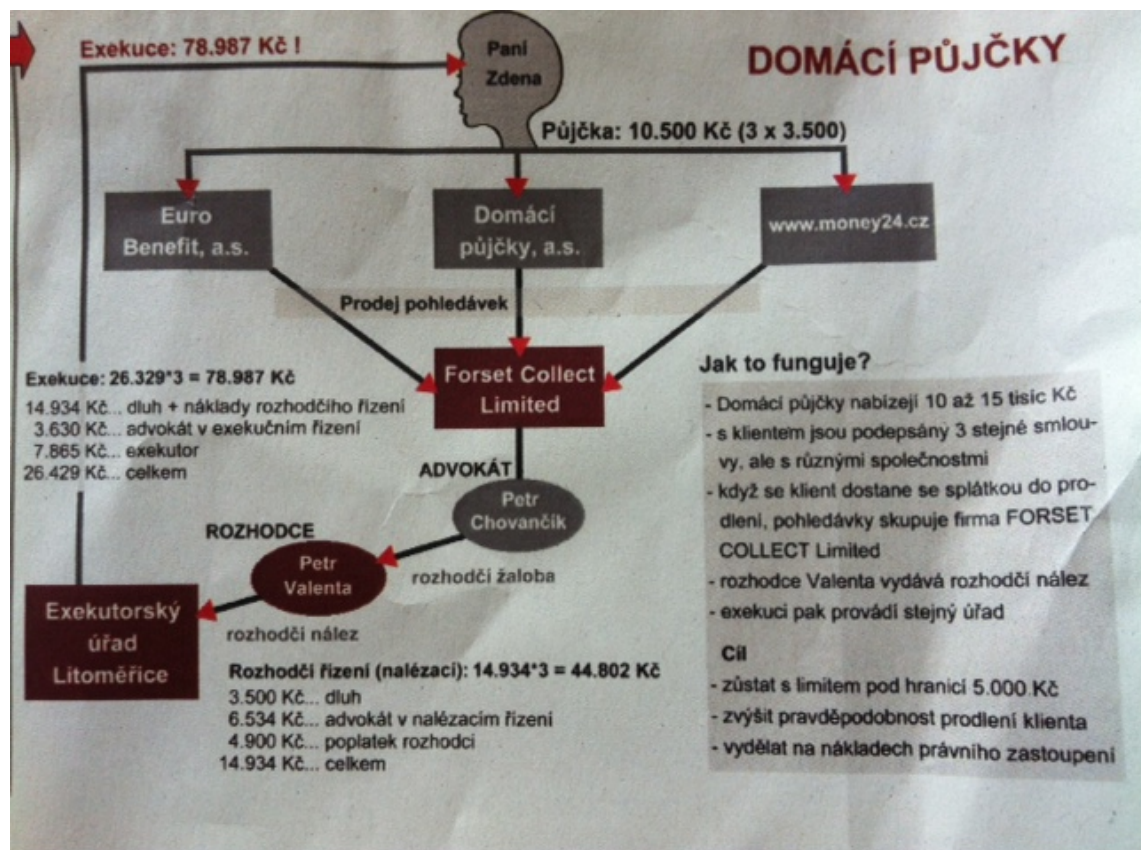 Exekuce: 78.987 Kč !
Paní
Zdena
DOMÁCÍ PŮJČKY
Půjčka: 10.500 Kč (3 x 3.500)
Euro
Benefit, a.s.
Domácí
půjčky, a.s.
www.money24.cz
Prodej pohledávek
Forset Collect
Limited
Exekuce: 26.329*3 = 78.987 Kč
14.934 Kč... dluh + náklady rozhodčího řízení
3.630 Kč... advokát v exekučním řízení
7.865 Kč... exekutor
26.429 Kč... celkem
ADVOKÁT
Petr
Chovančík
ROZHODCE
Petr
Valenta
rozhodčí žaloba
Exekutorský
úřad
Litoměřice
rozhodčí nález
Rozhodčí řízení (nalézací): 14.934*3 = 44.802 Kč
3.500 Kč... dluh
6.534 Kč... advokát v nalézacím řízení
4.900 Kč... poplatek rozhodci
14.934 Kč... celkem
Jak to funguje?
- Domácí půjčky nabízejí 10 až 15 tisíc Kč
- s klientem jsou podepsány 3 stejné smlou-
vy, ale s různými společnostmi
- když se klient dostane se splátkou do pro-
dlení, pohledávky skupuje firma FORSET
COLLECT Limited
- rozhodce Valenta vydává rozhodčí nález
- exekuci pak provádí stejný úřad
Cíl
- zůstat s limitem pod hranicí 5.000 Kč
- zvýšit pravděpodobnost prodlení klienta
- vydělat na nákladech právního zastoupení